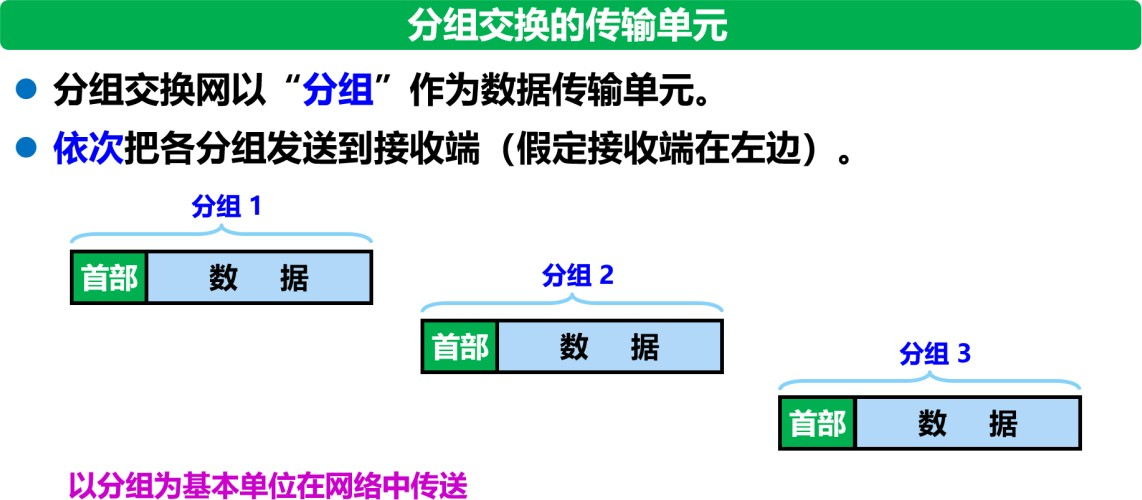 分组交换的传输单元
分组交换网以“分组”作为数据传输单元。
依次把各分组发送到接收端（假定接收端在左边）。
分组 1
首部 数 据
分组 2
首部 数 据
分组 3
首部 数 据
以分组为基本单位在网络中传送